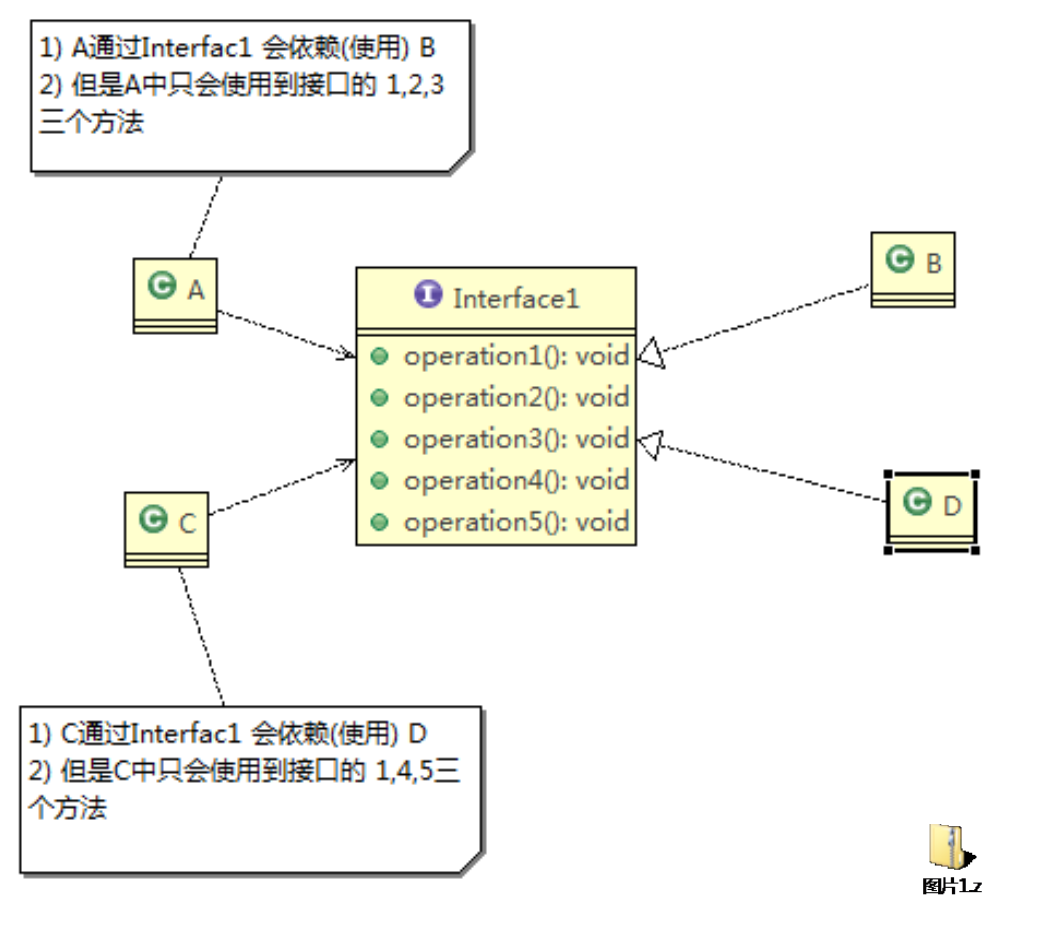 1) A通过Interfac1 会依赖(使用) B
2) 但是A中只会使用到接口的 1,2,3
三个方法
C A
I Interface1
operation1(): void
operation2(): void
operation3(): void
operation4(): void
operation5(): void
C B
C C
C D
1) C通过Interfac1 会依赖(使用) D
2) 但是C中只会使用到接口的 1,4,5三
个方法
图片1.z